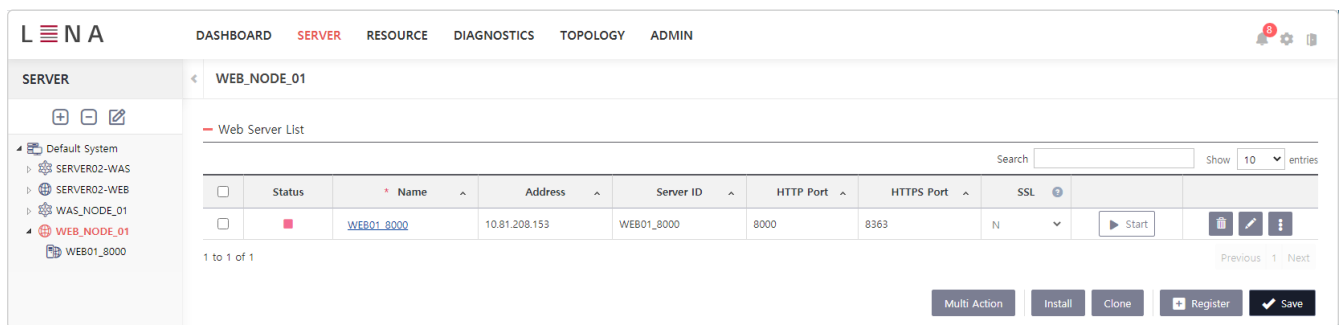 LENA DASHBOARD SERVER RESOURCE DIAGNOSTICS TOPOLOGY ADMIN 8
SERVER
WEB_NODE_01
Default System
SERVER02-WAS
SERVER02-WEB
WAS_NODE_01
WEB_NODE_01
WEB01_8000
Web Server List
Search Show 10 entries
Status * Name Address Server ID HTTP Port HTTPS Port SSL ?
WEB01_8000 10.81.208.153 WEB01_8000 8000 8363 N Start
1 to 1 of 1 Previous 1 Next
Multi Action Install Clone Register Save